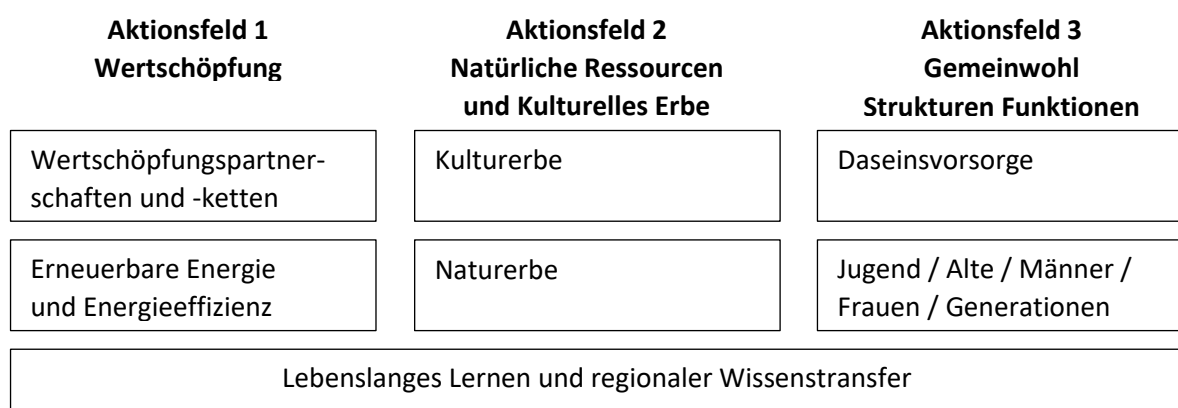 Aktionsfeld 1
Wertschöpfung
Aktionsfeld 2
Natürliche Ressourcen
und Kulturelles Erbe
Aktionsfeld 3
Gemeinwohl
Strukturen Funktionen
Wertschöpfungspartner-
schaften und -ketten
Kulturerbe
Daseinsvorsorge
Erneuerbare Energie
und Energieeffizienz
Naturerbe
Jugend / Alte / Männer /
Frauen / Generationen
Lebenslanges Lernen und regionaler Wissenstransfer